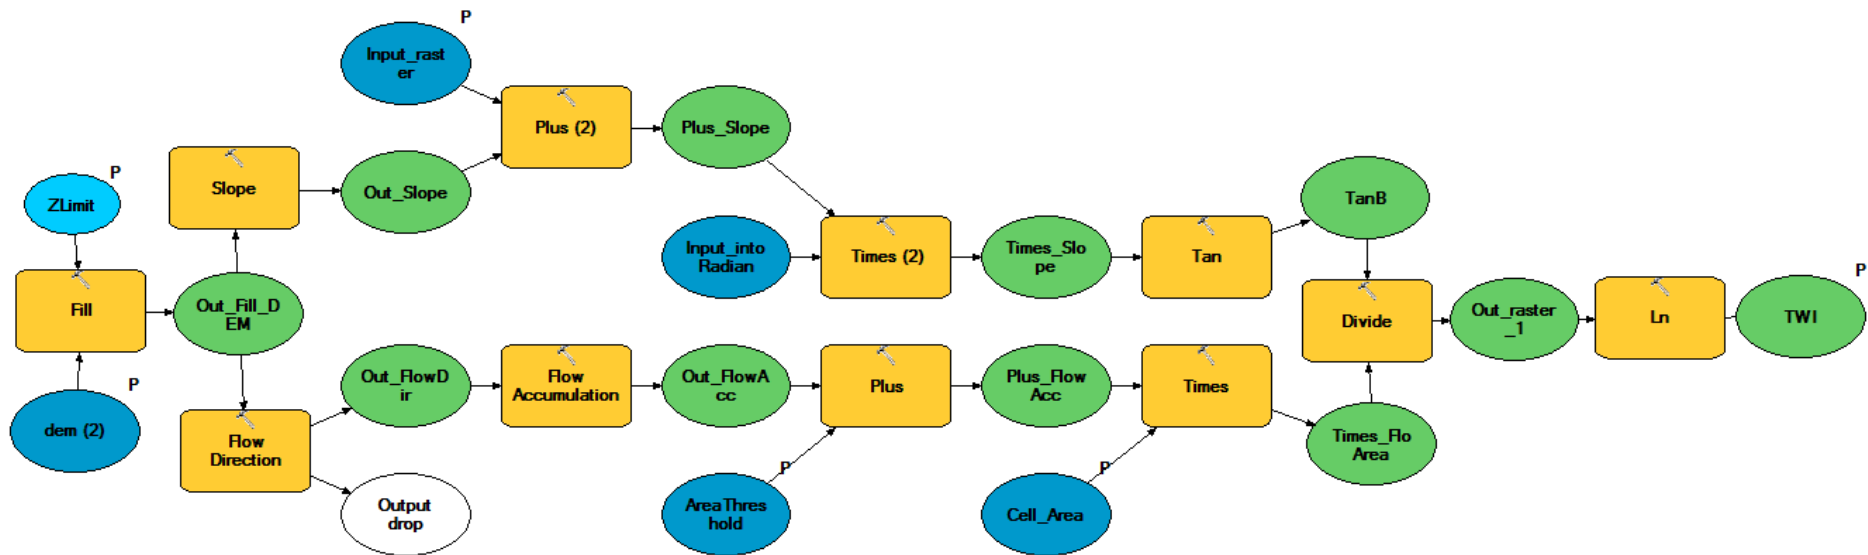 P
Input_rast
er
Plus (2)
Plus_Slope
P
ZLimit
Slope
Out_Slope
TanB
Input_into
Radian
Times (2)
Times_Slo
pe
Tan
P
Fill
Out_Fill_D
EM
Divide
Out_raster
_1
Ln
TWI
P
dem (2)
Flow
Direction
Out_FlowD
ir
Flow
Accumulation
Out_FlowA
cc
Plus
Plus_Flow
Acc
Times
Times_Flo
Area
Output
drop
P
AreaThres
hold
P
Cell_Area